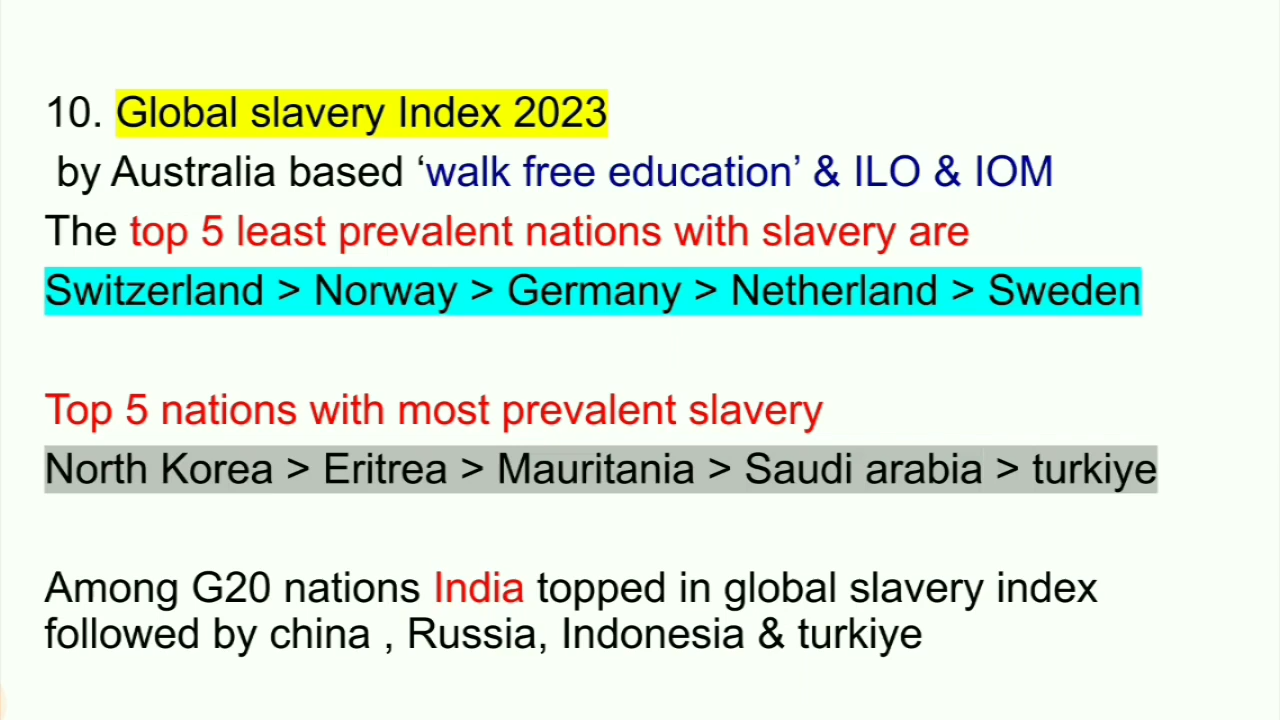 10. Global slavery Index 2023
by Australia based ‘walk free education’ & ILO & IOM
The top 5 least prevalent nations with slavery are
Switzerland > Norway > Germany > Netherland > Sweden
Top 5 nations with most prevalent slavery
North Korea > Eritrea > Mauritania > Saudi arabia > turkiye
Among G20 nations India topped in global slavery index
followed by china , Russia, Indonesia & turkiye